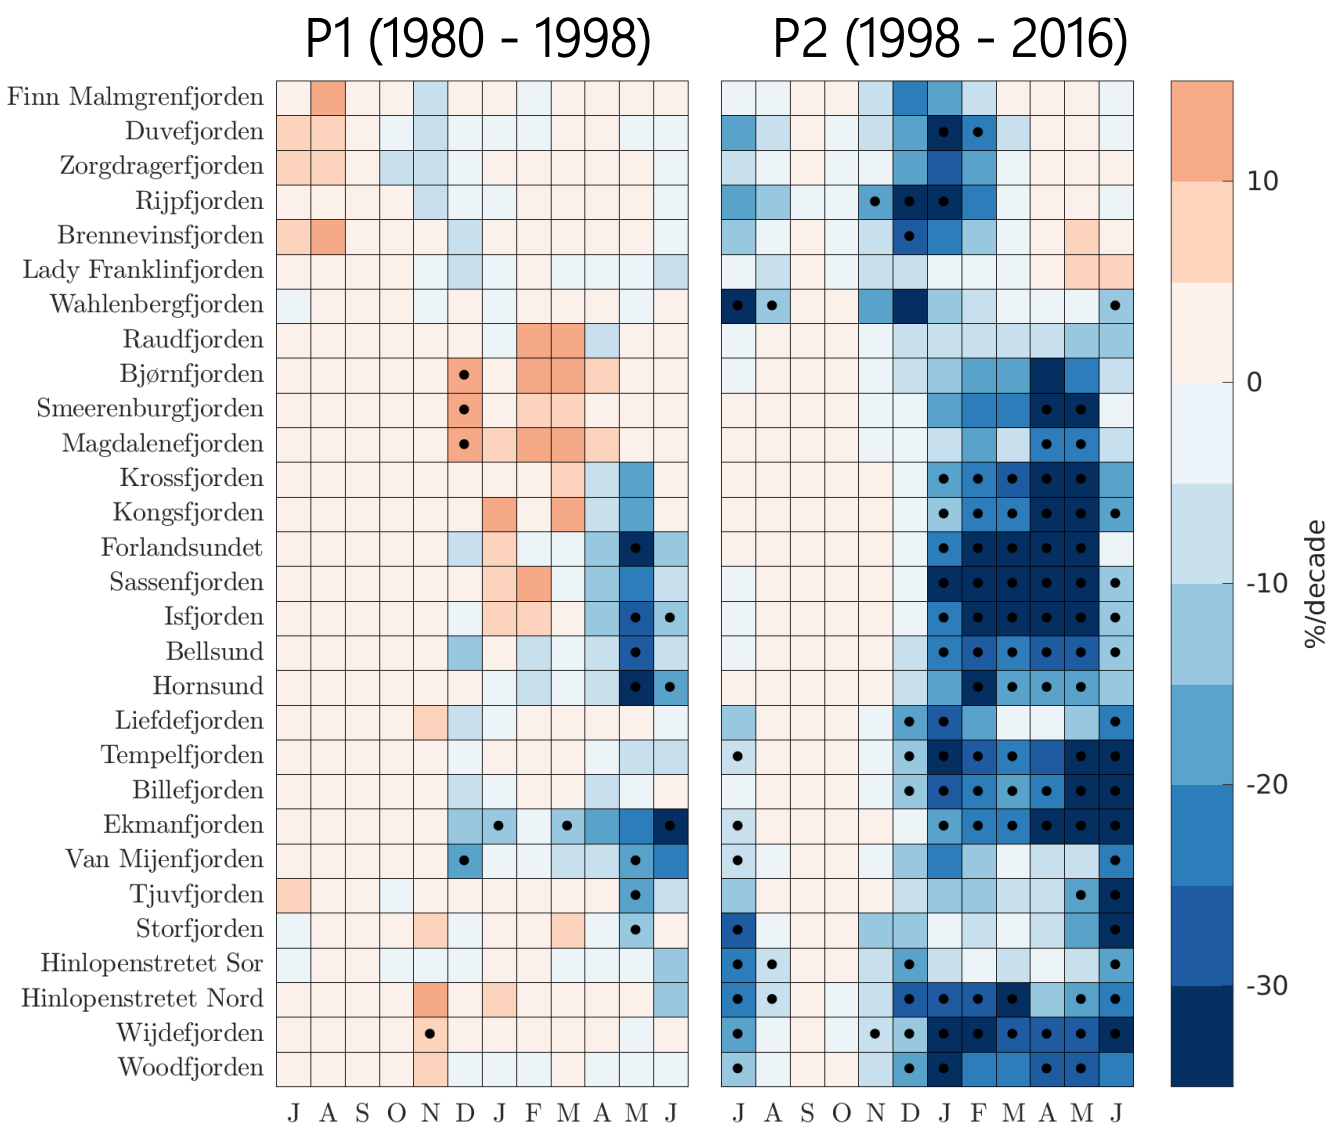 P1 (1980 - 1998) P2 (1998 - 2016)
Finn Malmgrenfjorden
Duvefjorden
Zorgdragerfjorden
Rijpfjorden
Brennevinsfjorden
Lady Franklinfjorden
Wahlenbergfjorden
Raudfjorden
Bjørnfjorden
Smeerenburgfjorden
Magdalenefjorden
Krossfjorden
Kongsfjorden
Forlandsundet
Sassenfjorden
Isfjorden
Bellsund
Hornsund
Liefdefjorden
Tempelfjorden
Billefjorden
Ekmanfjorden
Van Mijenfjorden
Tjuvfjorden
Storfjorden
Hinlopenstretet Sor
Hinlopenstretet Nord
Wijdefjorden
Woodfjorden
J A S O N D J F M A M J
J A S O N D J F M A M J
10
0
-10
-20
-30
%/decade